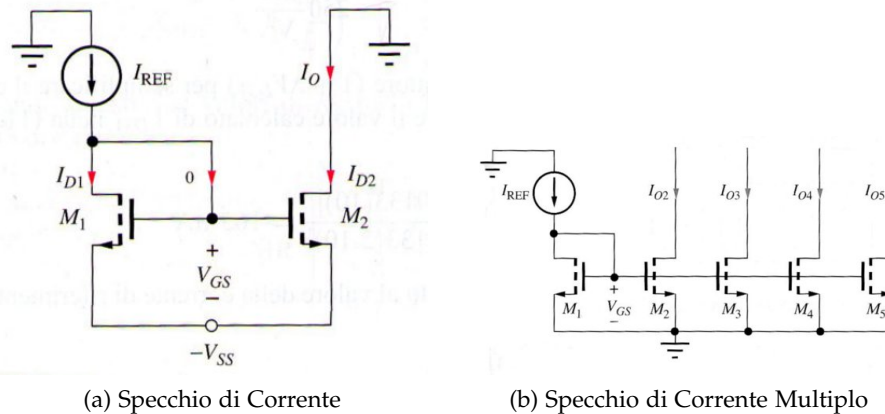 I_REF
I_O
I_D1
0
I_D2
M_1
M_2
+
V_GS
−
−V_SS
(a) Specchio di Corrente
I_REF
I_O2
I_O3
I_O4
I_O5
+
V_GS
−
M_1
M_2
M_3
M_4
M_5
(b) Specchio di Corrente Multiplo